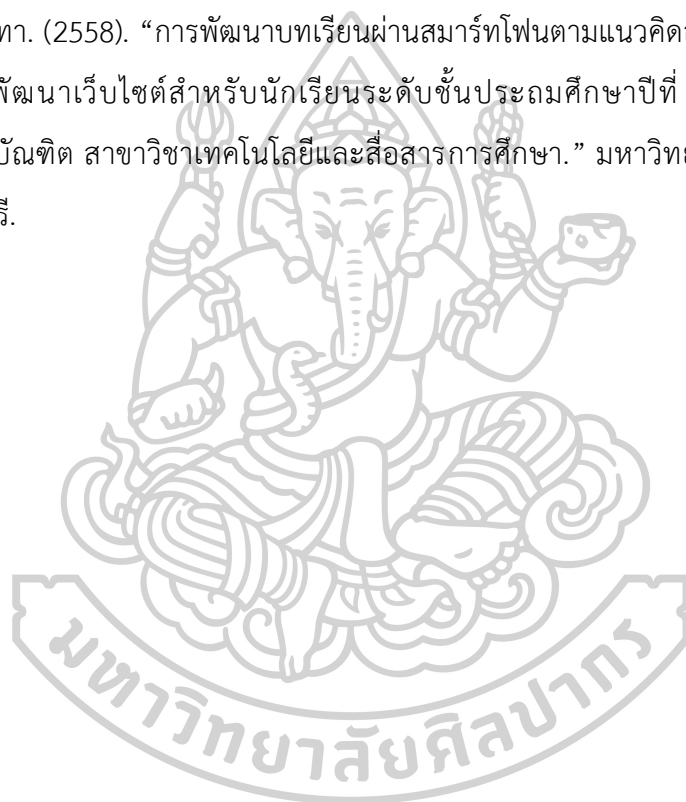 ทา. (2558). “การพัฒนาบทเรียนผ่านสมาร์ทโฟนตามแนวคิด
พัฒนาเว็บไซต์สำหรับนักเรียนระดับชั้นประถมศึกษาปีที่
บัณฑิต สาขาวิชาเทคโนโลยีและสื่อสารการศึกษา.” มหาวิทย
รี.
มหาวิทยาลัยศิลปากร